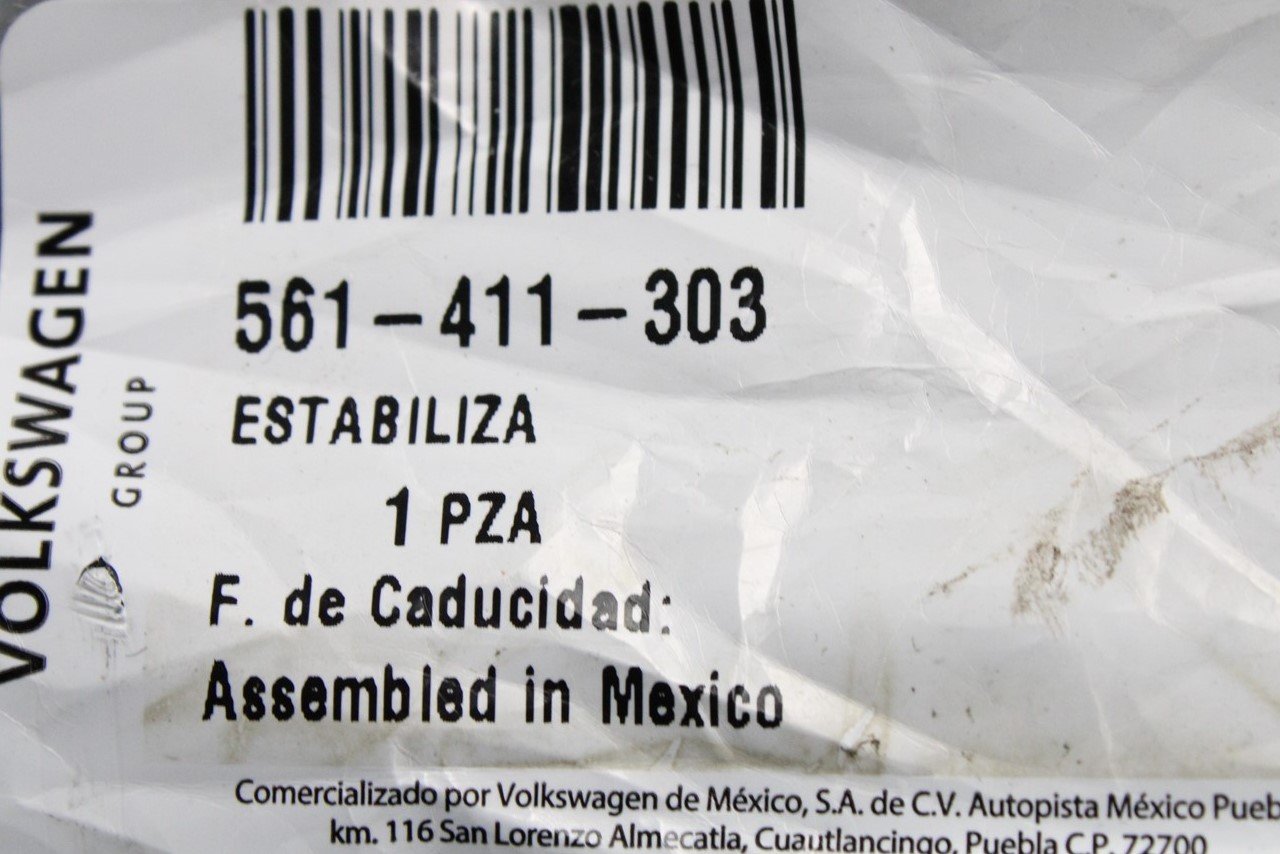 VOLKSWAGEN
GROUP
561-411-303
ESTABILIZA
1 PZA
F. de Caducidad:
Assembled in Mexico
Comercializado por Volkswagen de México, S.A. de C.V. Autopista México Pueb
km. 116 San Lorenzo Almecatla, Cuautlancingo, Puebla C.P. 72700